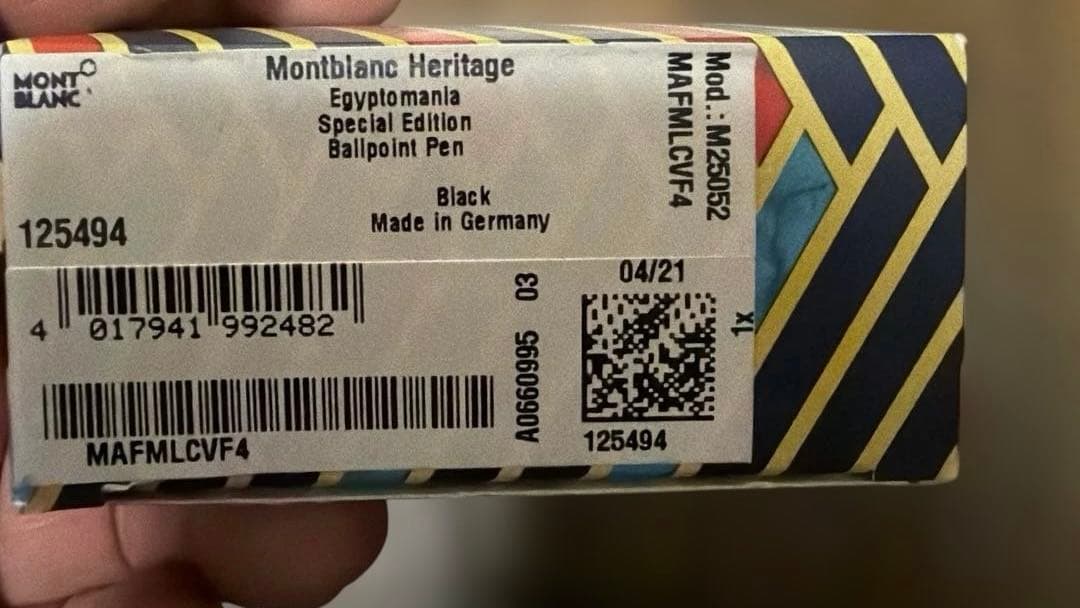 MONT
BLANC
Montblanc Heritage
Egyptomania
Special Edition
Ballpoint Pen
Black
Made in Germany
125494
Mod.: M25052
MAFMLCVF4
4 017941 992482
MAFMLCVF4
A0660995 03
04/21
125494
1X